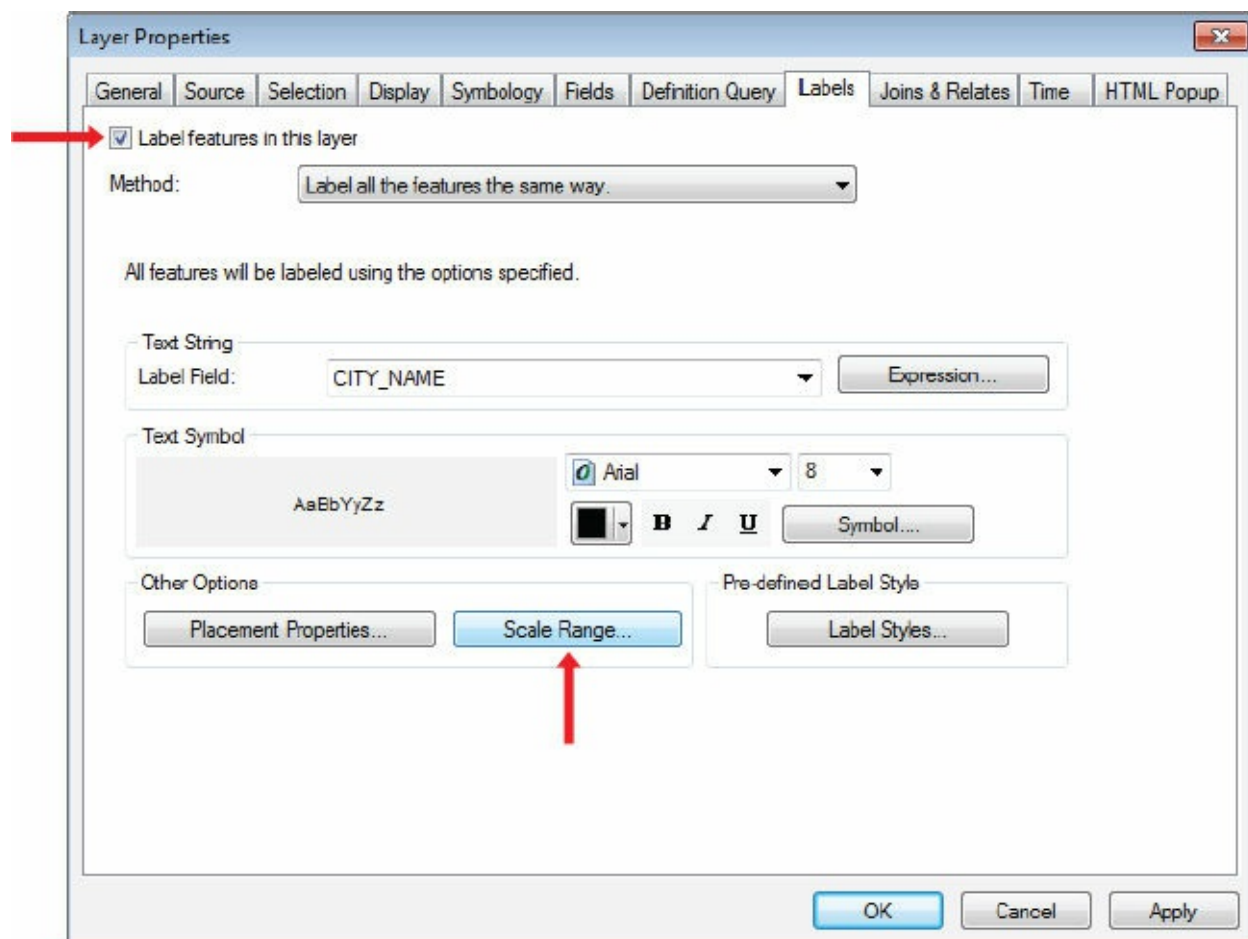 Layer Properties
General Source Selection Display Symbology Fields Definition Query Labels Joins & Relates Time HTML Popup
Label features in this layer
Method: Label all the features the same way.
All features will be labeled using the options specified.
Text String
Label Field: CITY_NAME Expression...
Text Symbol
AaBbYyZz
Arial 8
B I U Symbol....
Other Options
Placement Properties... Scale Range...
Pre-defined Label Style
Label Styles...
OK Cancel Apply